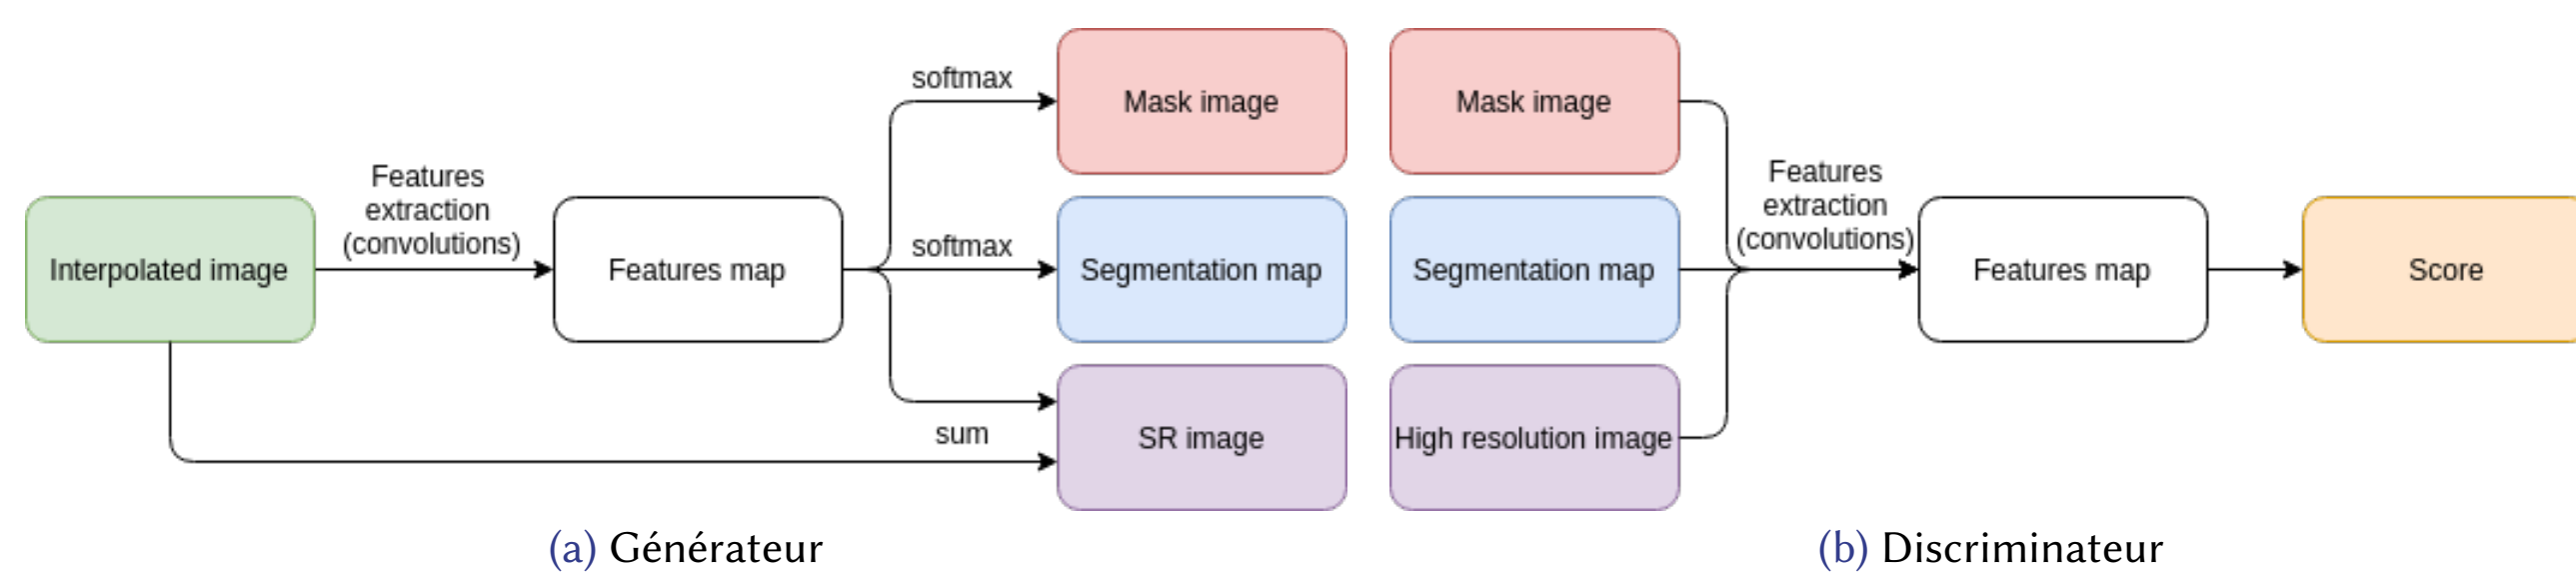 Interpolated image
Features
extraction
(convolutions)
Features map
softmax
softmax
sum
Mask image
Segmentation map
SR image
(a) Générateur
Mask image
Segmentation map
High resolution image
Features
extraction
(convolutions)
Features map
Score
(b) Discriminateur